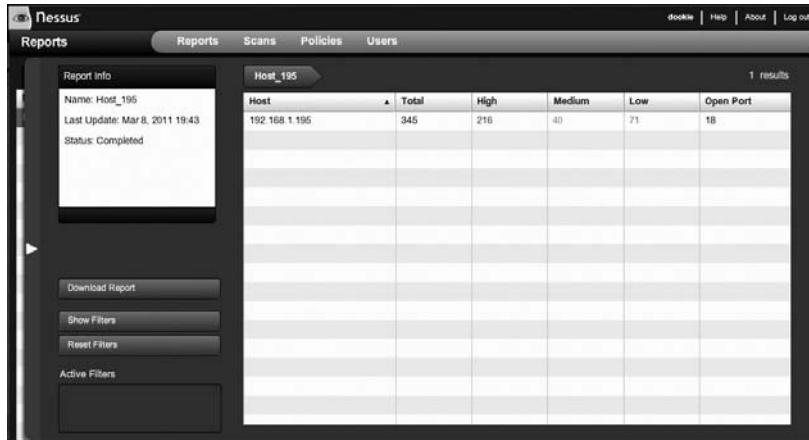 Nessus
dookie | Help | About | Log out
Reports
Reports Scans Policies Users
Report Info
Name: Host_195
Last Update: Mar 8, 2011 19:43
Status: Completed
Download Report
Show Filters
Reset Filters
Active Filters
Host_195
1 results
Host Total High Medium Low Open Port
192.168.1.195 345 216 40 71 18